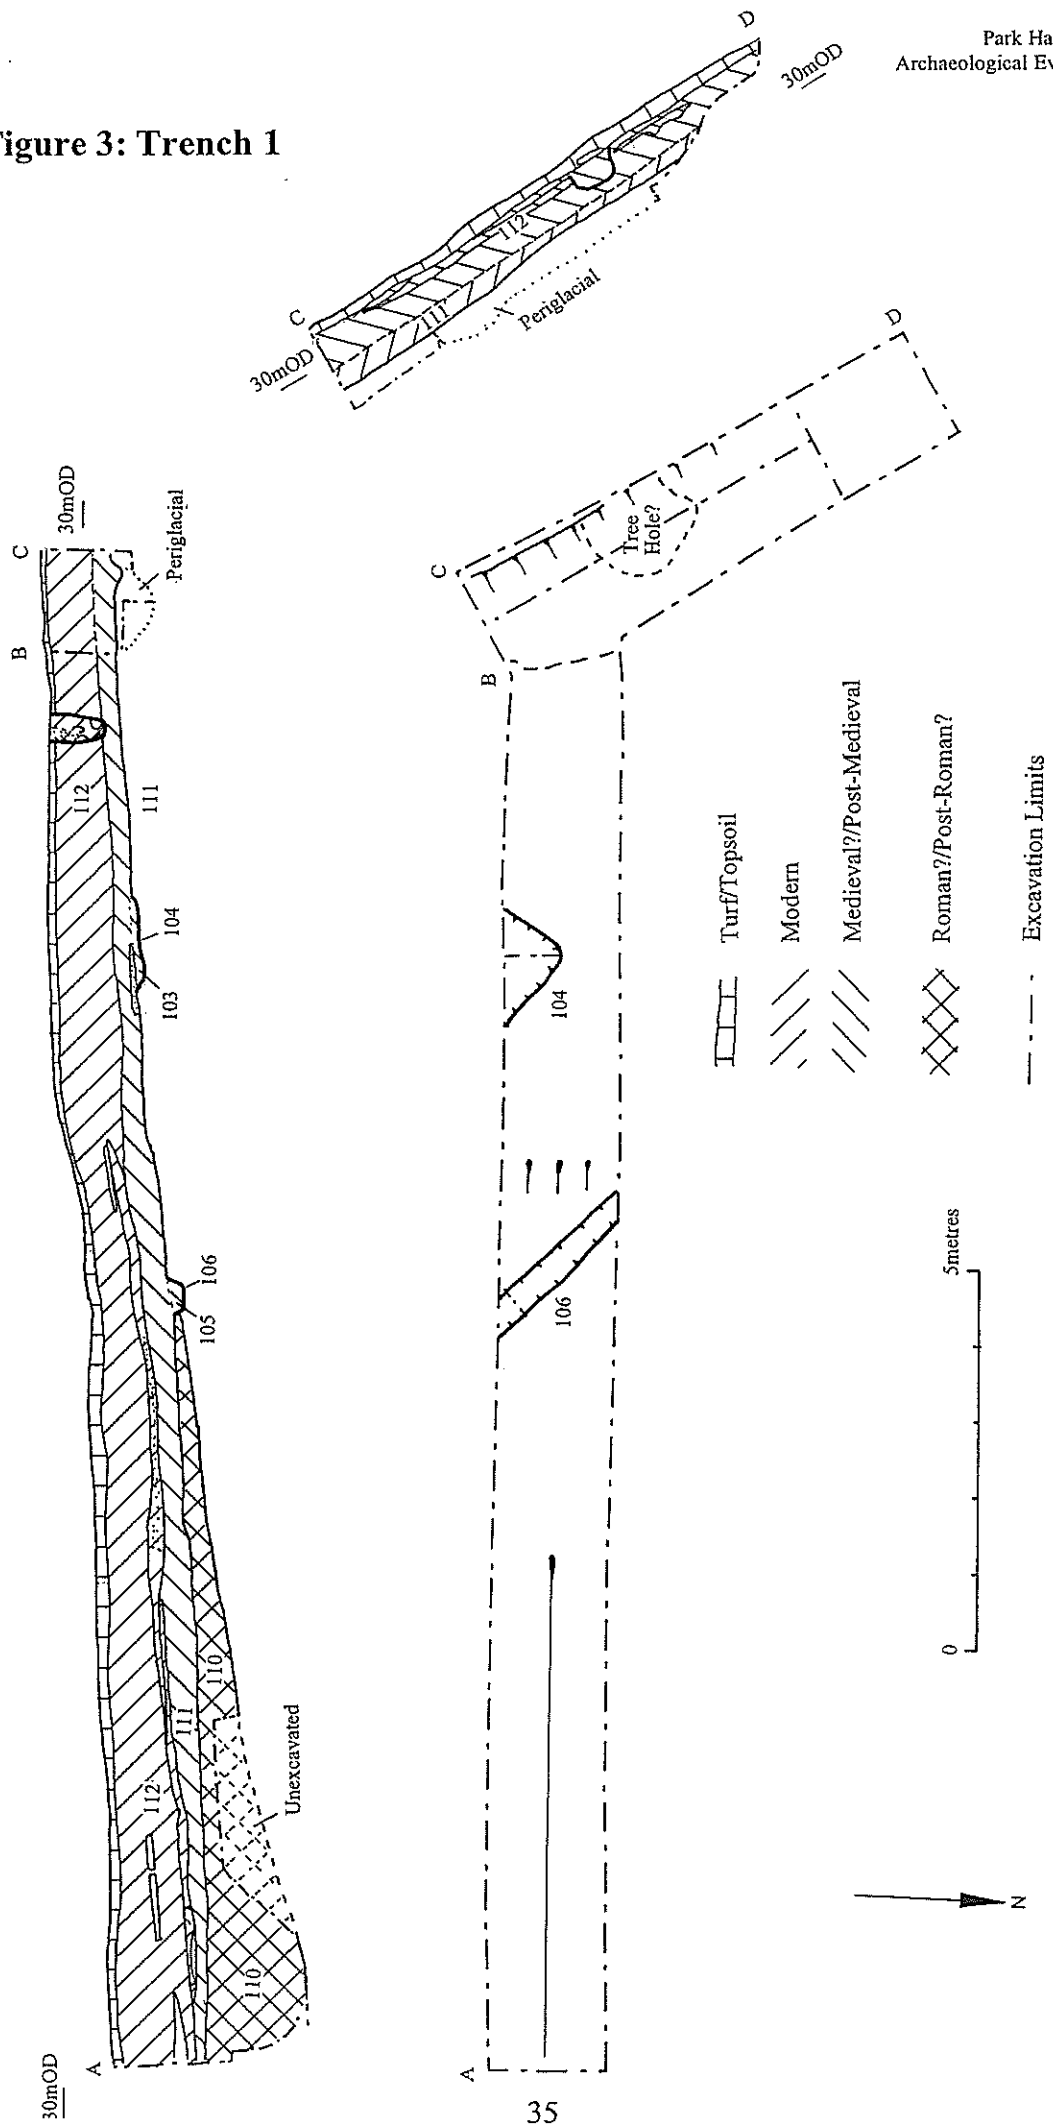 Park Ha
Archaeological Ev
igure 3: Trench 1
D
30mOD
112
C
111
Periglacial
30mOD
A
30mOD
B
C
30mOD
Periglacial
112
111
104
103
106
105
110
111
112
Unexcavated
110
A
B
C
D
Tree
Hole?
104
106
Turf/Topsoil
Modern
Medieval?/Post-Medieval
Roman?/Post-Roman?
Excavation Limits
0
5metres
N
35